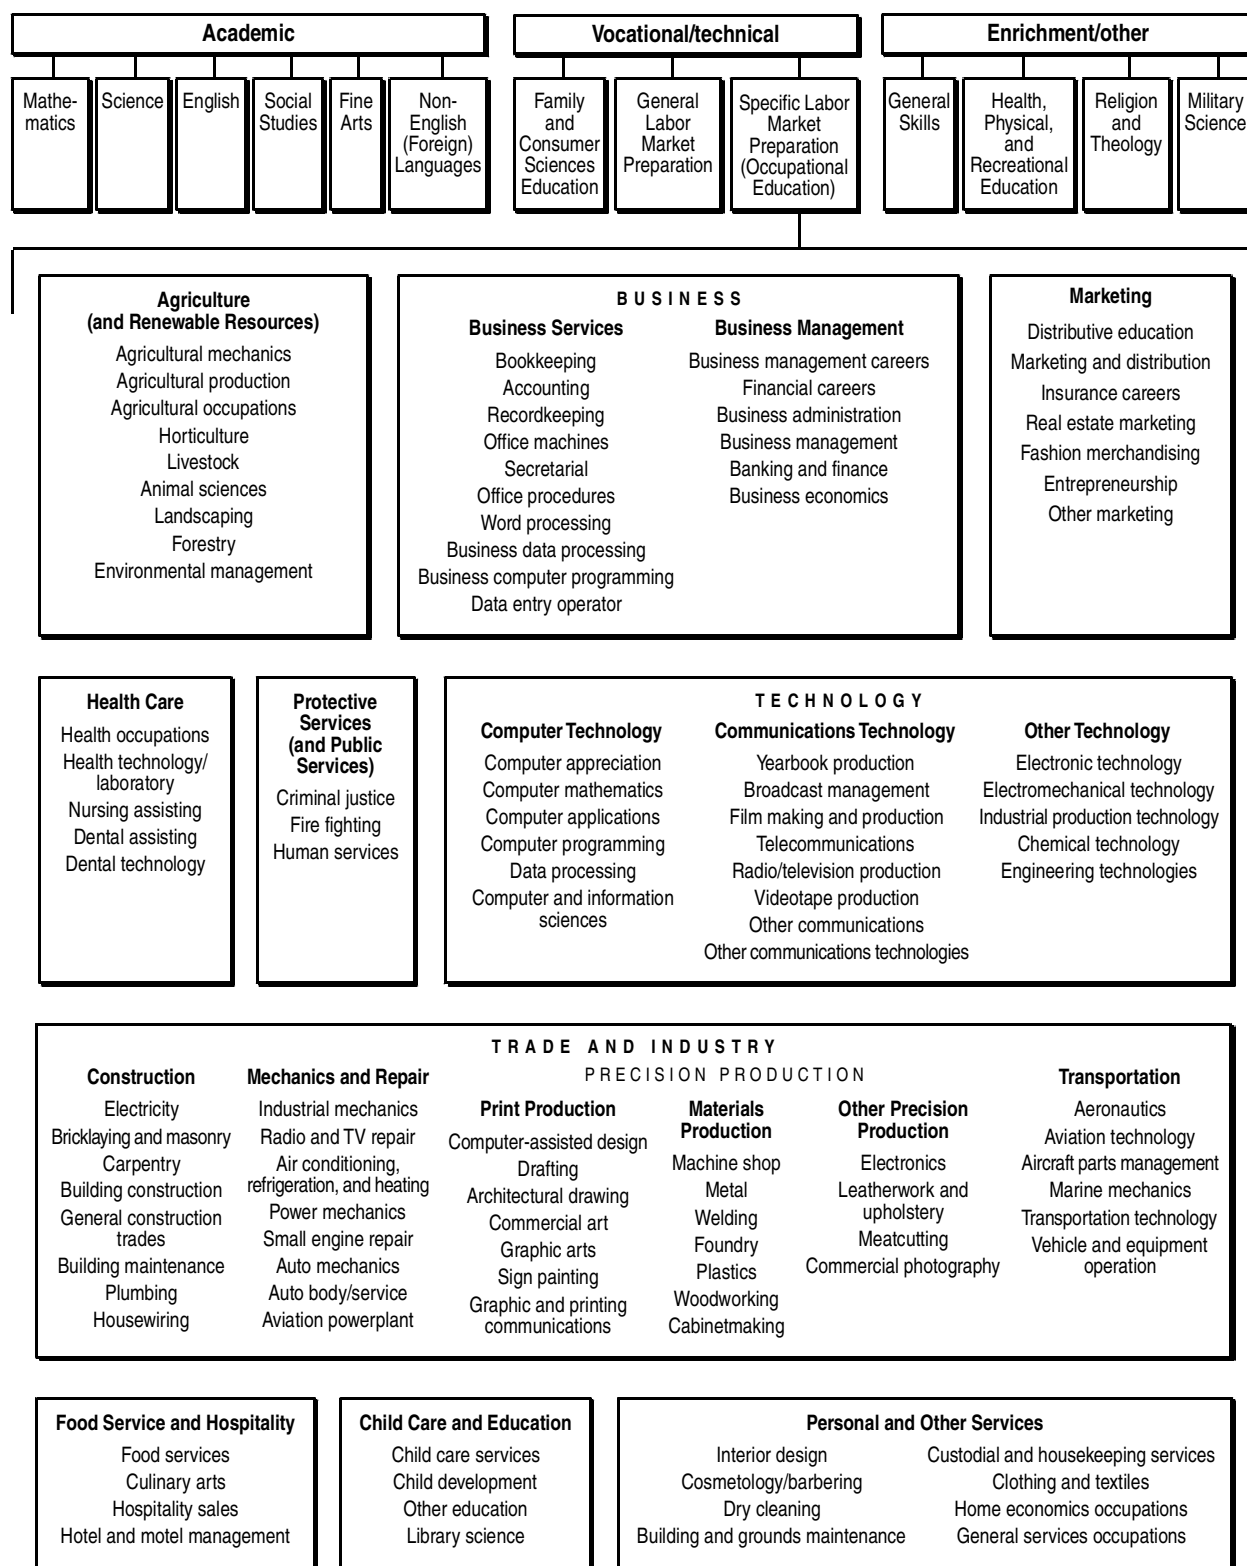 Academic
Vocational/technical
Enrichment/other
Mathe-
matics
Science
English
Social
Studies
Fine
Arts
Non-
English
(Foreign)
Languages
Family
and
Consumer
Sciences
Education
General
Labor
Market
Preparation
Specific Labor
Market
Preparation
(Occupational
Education)
General
Skills
Health,
Physical,
and
Recreational
Education
Religion
and
Theology
Military
Science
Agriculture
(and Renewable Resources)
Agricultural mechanics
Agricultural production
Agricultural occupations
Horticulture
Livestock
Animal sciences
Landscaping
Forestry
Environmental management
BUSINESS
Business Services
Bookkeeping
Accounting
Recordkeeping
Office machines
Secretarial
Office procedures
Word processing
Business data processing
Business computer programming
Data entry operator
Business Management
Business management careers
Financial careers
Business administration
Business management
Banking and finance
Business economics
Marketing
Distributive education
Marketing and distribution
Insurance careers
Real estate marketing
Fashion merchandising
Entrepreneurship
Other marketing
Health Care
Health occupations
Health technology/
laboratory
Nursing assisting
Dental assisting
Dental technology
Protective
Services
(and Public
Services)
Criminal justice
Fire fighting
Human services
TECHNOLOGY
Computer Technology
Computer appreciation
Computer mathematics
Computer applications
Computer programming
Data processing
Computer and information
sciences
Communications Technology
Yearbook production
Broadcast management
Film making and production
Telecommunications
Radio/television production
Videotape production
Other communications
Other communications technologies
Other Technology
Electronic technology
Electromechanical technology
Industrial production technology
Chemical technology
Engineering technologies
TRADE AND INDUSTRY
Construction
Electricity
Bricklaying and masonry
Carpentry
Building construction
General construction
trades
Building maintenance
Plumbing
Housewiring
Mechanics and Repair
Industrial mechanics
Radio and TV repair
Air conditioning,
refrigeration, and heating
Power mechanics
Small engine repair
Auto mechanics
Auto body/service
Aviation powerplant
PRECISION PRODUCTION
Print Production
Computer-assisted design
Drafting
Architectural drawing
Commercial art
Graphic arts
Sign painting
Graphic and printing
communications
Materials
Production
Machine shop
Metal
Welding
Foundry
Plastics
Woodworking
Cabinetmaking
Other Precision
Production
Electronics
Leatherwork and
upholstery
Meatcutting
Commercial photography
Transportation
Aeronautics
Aviation technology
Aircraft parts management
Marine mechanics
Transportation technology
Vehicle and equipment
operation
Food Service and Hospitality
Food services
Culinary arts
Hospitality sales
Hotel and motel management
Child Care and Education
Child care services
Child development
Other education
Library science
Personal and Other Services
Interior design
Cosmetology/barbering
Dry cleaning
Building and grounds maintenance
Custodial and housekeeping services
Clothing and textiles
Home economics occupations
General services occupations